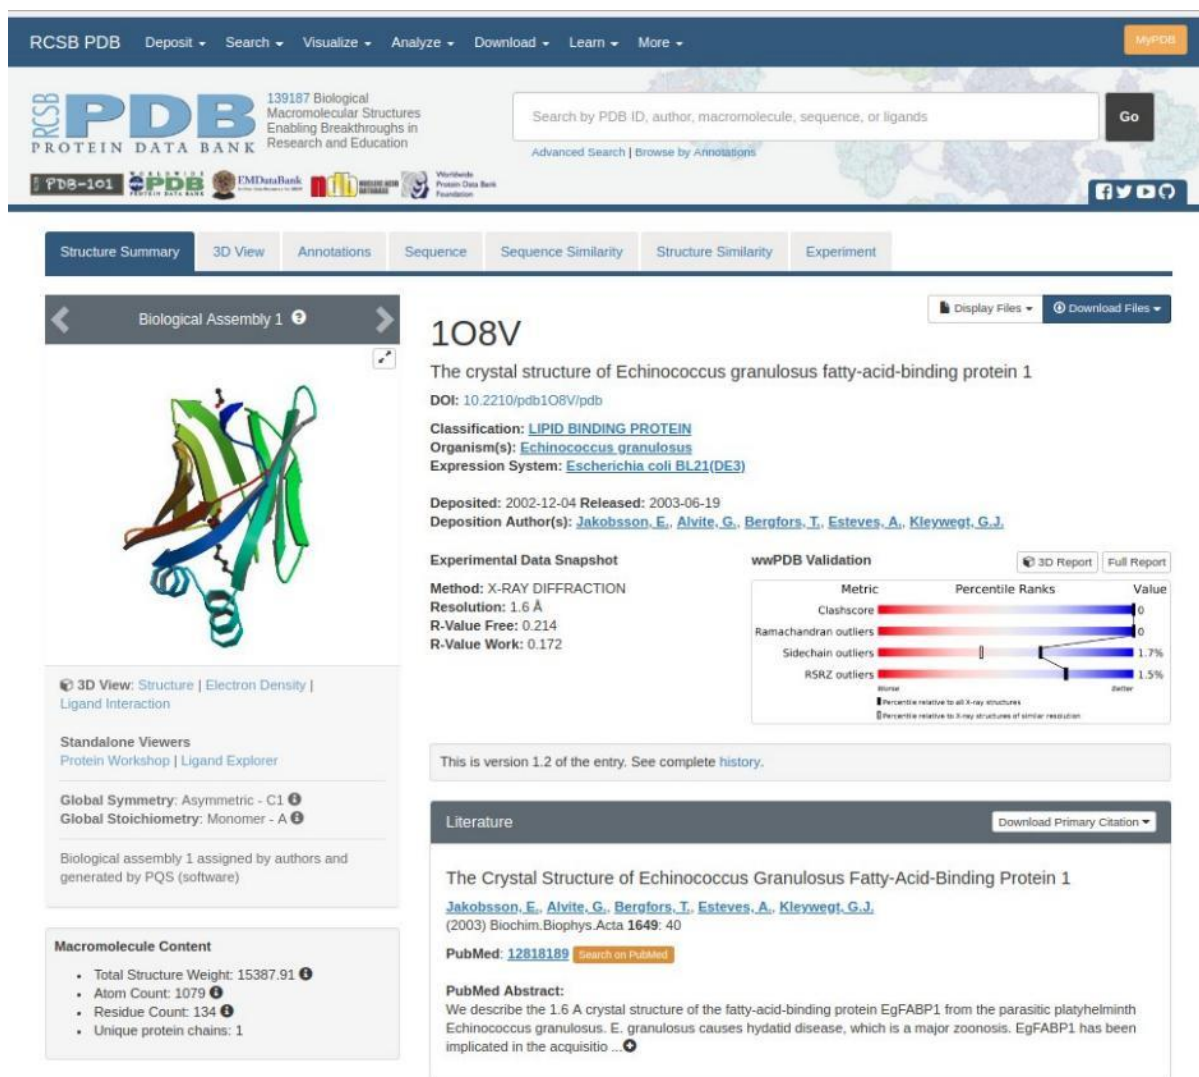 RCSB PDB Deposit Search Visualize Analyze Download Learn More MyPDB
RCSB
PDB
PROTEIN DATA BANK
139187 Biological
Macromolecular Structures
Enabling Breakthroughs in
Research and Education
Search by PDB ID, author, macromolecule, sequence, or ligands
Go
Advanced Search | Browse by Annotations
PDB-101
WORLDWIDE
PDB
PROTEIN DATA BANK
EMDataBank
NUCLEIC ACID
DATABASE
Worldwide
Protein Data Bank
Foundation
Structure Summary 3D View Annotations Sequence Sequence Similarity Structure Similarity Experiment
Biological Assembly 1
3D View: Structure | Electron Density |
Ligand Interaction
Standalone Viewers
Protein Workshop | Ligand Explorer
Global Symmetry: Asymmetric - C1
Global Stoichiometry: Monomer - A
Biological assembly 1 assigned by authors and
generated by PQS (software)
Macromolecule Content
• Total Structure Weight: 15387.91
• Atom Count: 1079
• Residue Count: 134
• Unique protein chains: 1
Display Files Download Files
1O8V
The crystal structure of Echinococcus granulosus fatty-acid-binding protein 1
DOI: 10.2210/pdb1O8V/pdb
Classification: LIPID BINDING PROTEIN
Organism(s): Echinococcus granulosus
Expression System: Escherichia coli BL21(DE3)
Deposited: 2002-12-04 Released: 2003-06-19
Deposition Author(s): Jakobsson, E., Alvite, G., Bergfors, T., Esteves, A., Kleywegt, G.J.
Experimental Data Snapshot
Method: X-RAY DIFFRACTION
Resolution: 1.6 Å
R-Value Free: 0.214
R-Value Work: 0.172
wwPDB Validation 3D Report Full Report
Metric Percentile Ranks Value
Clashscore 0
Ramachandran outliers 0
Sidechain outliers 1.7%
RSRZ outliers 1.5%
Worse Better
Percentile relative to all X-ray structures
Percentile relative to X-ray structures of similar resolution
This is version 1.2 of the entry. See complete history.
Literature Download Primary Citation
The Crystal Structure of Echinococcus Granulosus Fatty-Acid-Binding Protein 1
Jakobsson, E., Alvite, G., Bergfors, T., Esteves, A., Kleywegt, G.J.
(2003) Biochim.Biophys.Acta 1649: 40
PubMed: 12818189 Search on PubMed
PubMed Abstract:
We describe the 1.6 A crystal structure of the fatty-acid-binding protein EgFABP1 from the parasitic platyhelminth
Echinococcus granulosus. E. granulosus causes hydatid disease, which is a major zoonosis. EgFABP1 has been
implicated in the acquisitio ...